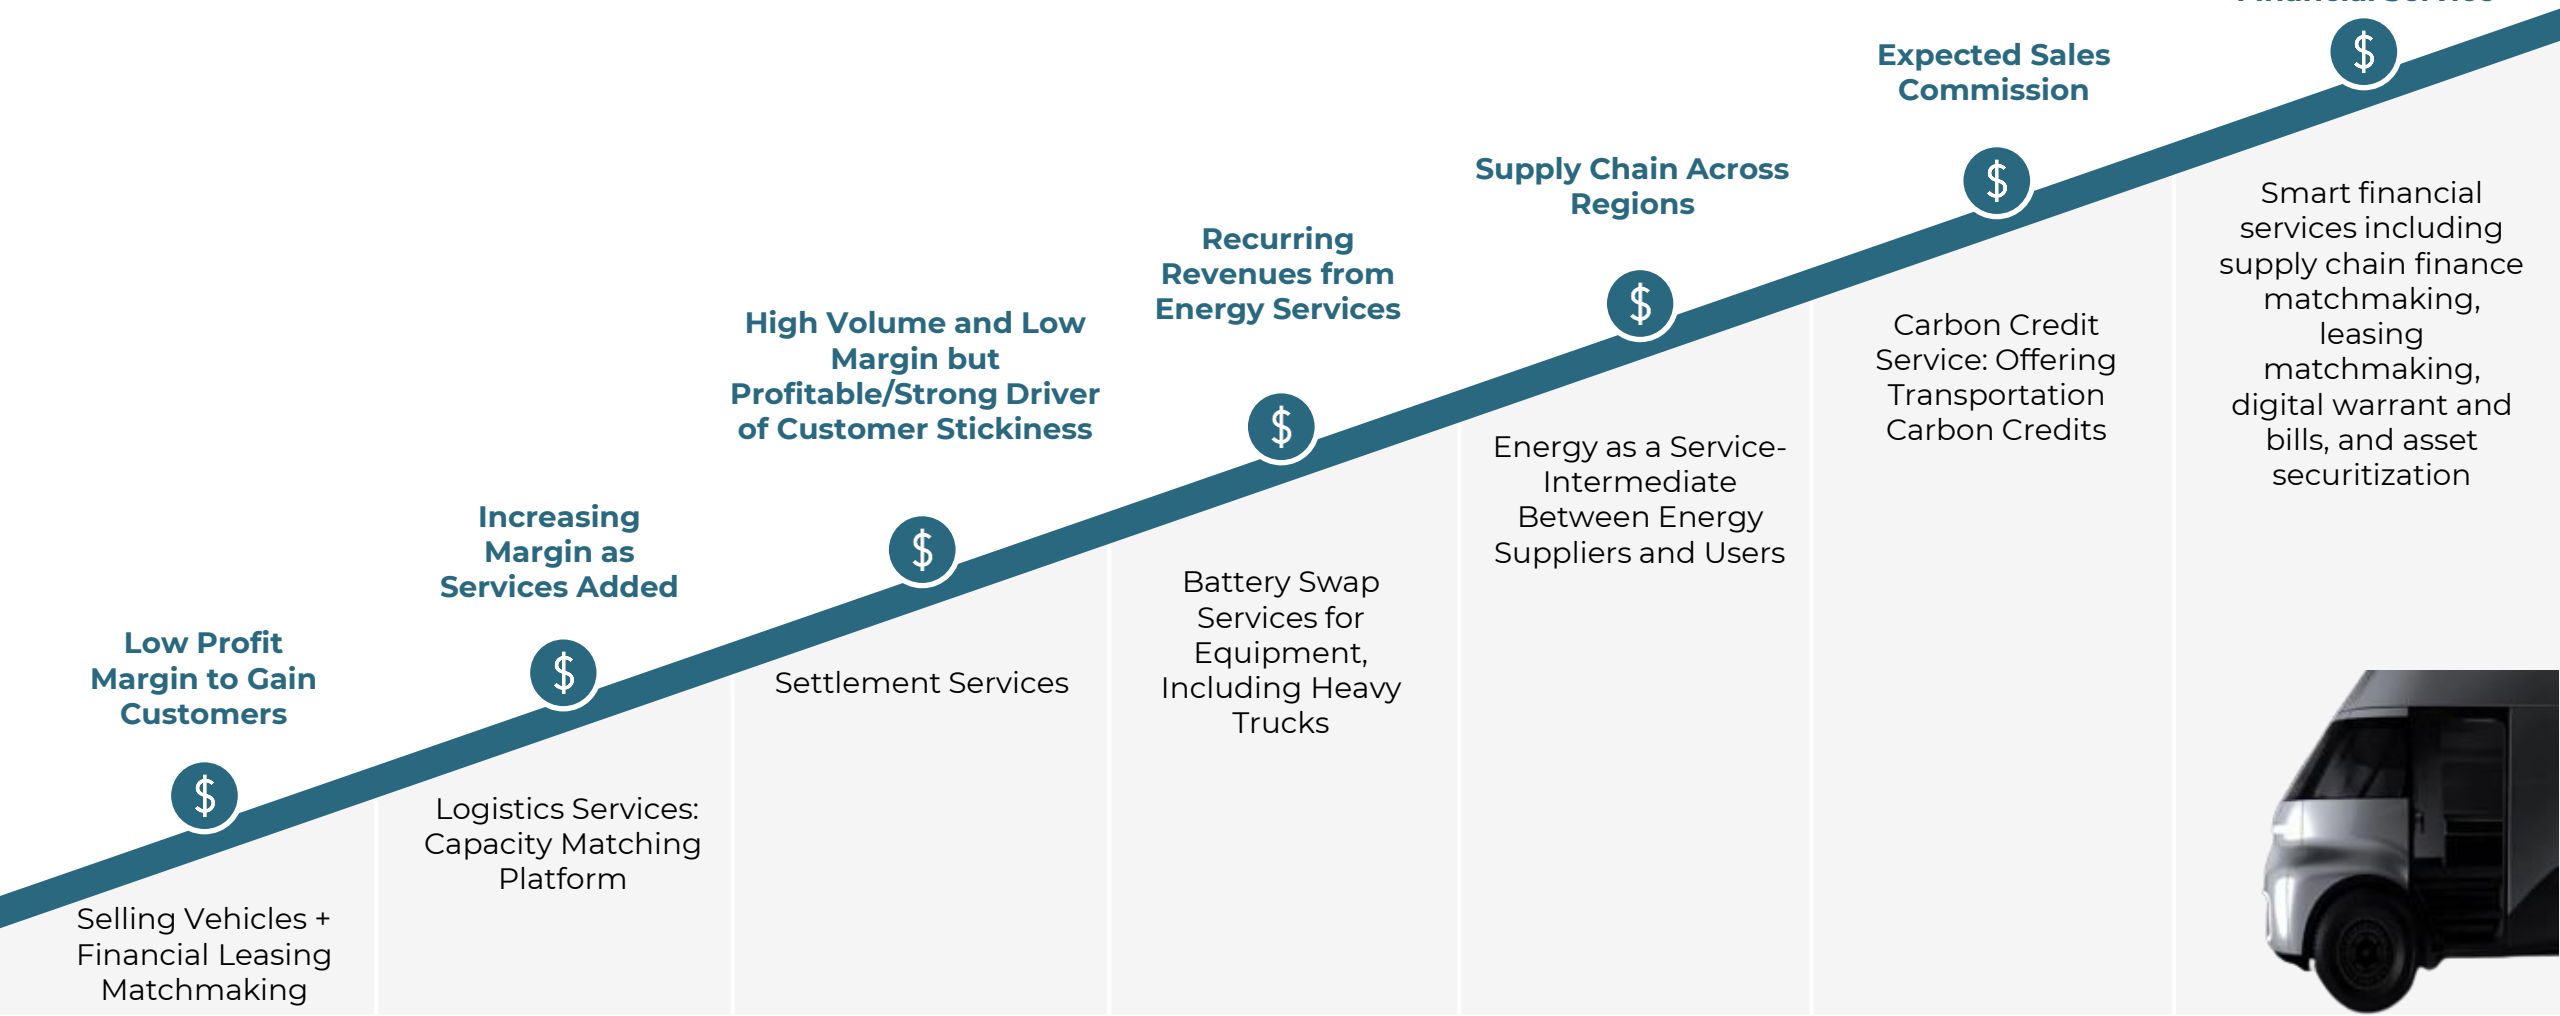 Low Profit
Margin to Gain
Customers
Selling Vehicles +
Financial Leasing
Matchmaking
Increasing
Margin as
Services Added
Logistics Services:
Capacity Matching
Platform
High Volume and Low
Margin but
Profitable/Strong Driver
of Customer Stickiness
Settlement Services
Recurring
Revenues from
Energy Services
Battery Swap
Services for
Equipment,
Including Heavy
Trucks
Supply Chain Across
Regions
Energy as a Service-
Intermediate
Between Energy
Suppliers and Users
Expected Sales
Commission
Carbon Credit
Service: Offering
Transportation
Carbon Credits
Smart financial
services including
supply chain finance
matchmaking,
leasing
matchmaking,
digital warrant and
bills, and asset
securitization